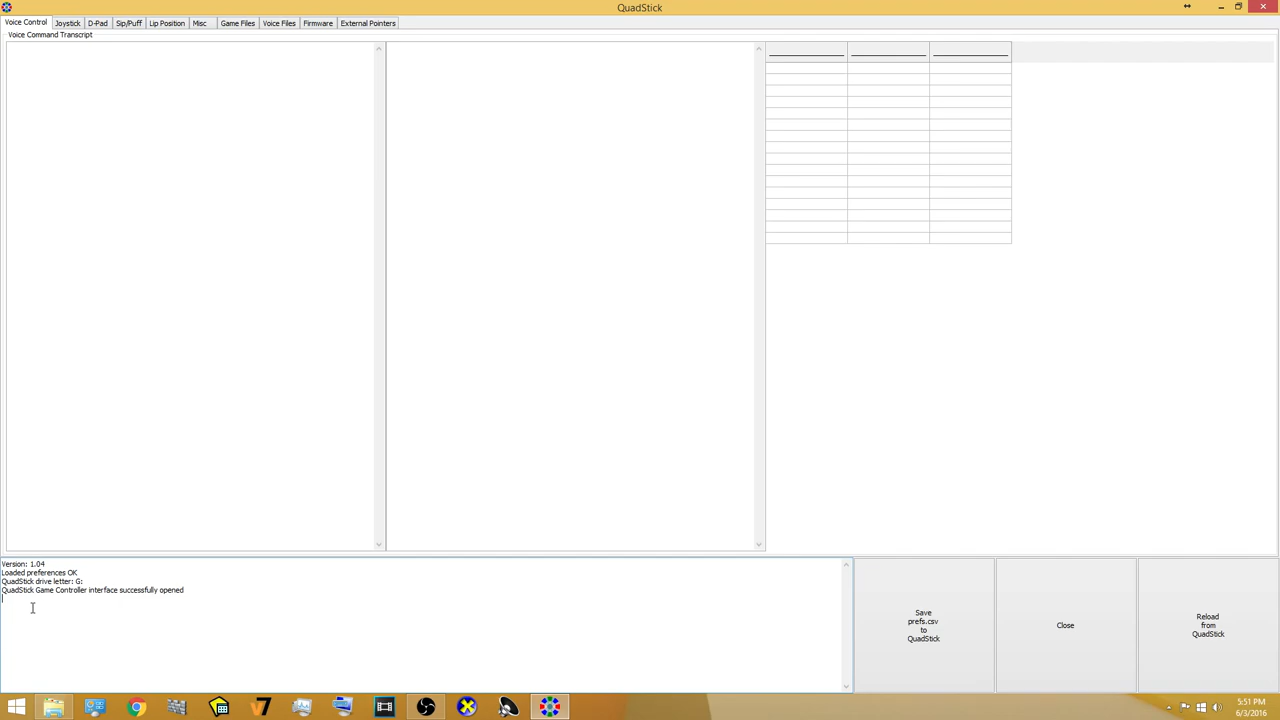 QuadStick
Voice Control Joystick D-Pad Sip/Puff Lip Position Misc Game Files Voice Files Firmware External Pointers
Voice Command Transcript
Version: 1.04
Loaded preferences OK
QuadStick drive letter: G:
QuadStick Game Controller interface successfully opened
Save
prefs.csv
to
QuadStick
Close
Reload
from
QuadStick
5:51 PM
6/3/2016